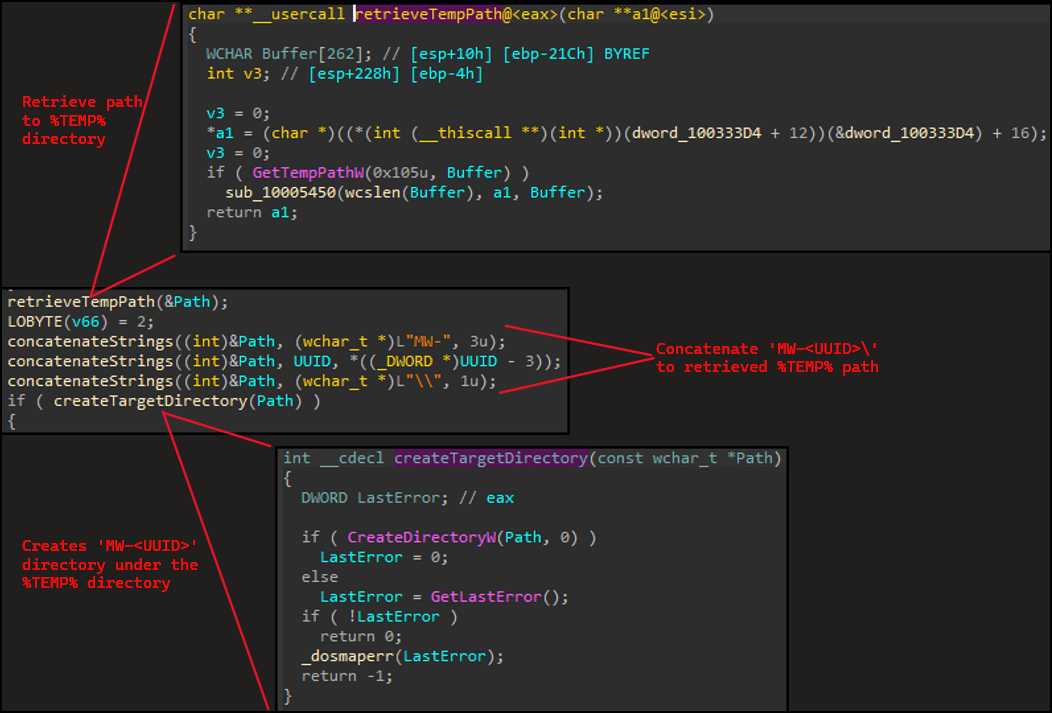 char **__usercall retrieveTempPath@<eax>(char **a1@<esi>)
{
WCHAR Buffer[262]; // [esp+10h] [ebp-21Ch] BYREF
int v3; // [esp+228h] [ebp-4h]
v3 = 0;
*a1 = (char *)((*(int (__thiscall **)(int *))(dword_100333D4 + 12))(&dword_100333D4) + 16);
v3 = 0;
if ( GetTempPathW(0x105u, Buffer) )
sub_10005450(wcslen(Buffer), a1, Buffer);
return a1;
}
Retrieve path
to %TEMP%
directory
retrieveTempPath(&Path);
LOBYTE(v66) = 2;
concatenateStrings((int)&Path, (wchar_t *)L"MW-", 3u);
concatenateStrings((int)&Path, UUID, *((_DWORD *)UUID - 3));
concatenateStrings((int)&Path, (wchar_t *)L"\\", 1u);
if ( createTargetDirectory(Path) )
{
Concatenate 'MW-<UUID>\'
to retrieved %TEMP% path
int __cdecl createTargetDirectory(const wchar_t *Path)
{
DWORD LastError; // eax
if ( CreateDirectoryW(Path, 0) )
LastError = 0;
else
LastError = GetLastError();
if ( !LastError )
return 0;
_dosmaperr(LastError);
return -1;
}
Creates 'MW-<UUID>'
directory under the
%TEMP% directory